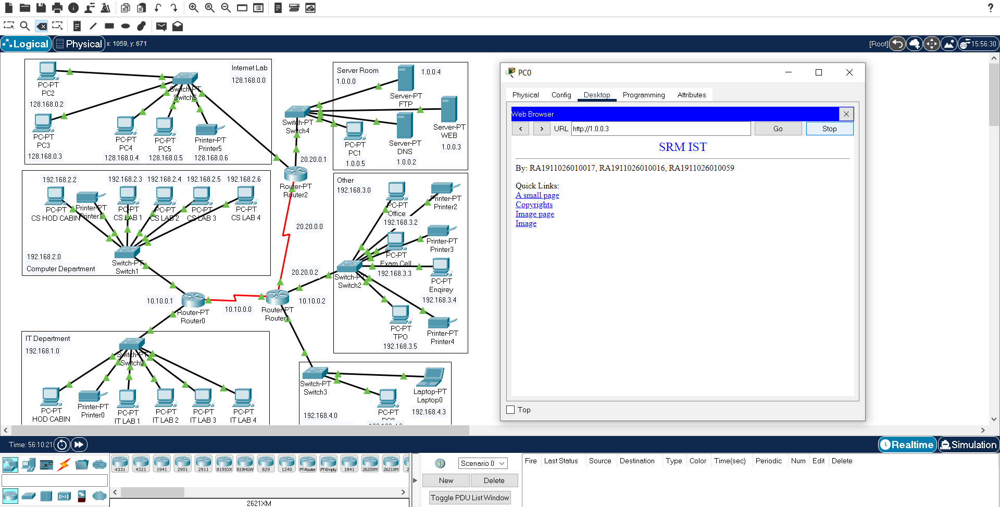 Logical
Physical
x: 1059, y: 671
[Root]
15:56:30
Internet Lab
128.168.0.0
PC-PT
PC2
128.168.0.2
Switch-PT
Switch5
PC-PT
PC3
128.168.0.3
PC-PT
PC4
128.168.0.4
PC-PT
PC5
128.168.0.5
Printer-PT
Printer5
128.168.0.6
Server Room
1.0.0.0
1.0.0.4
Server-PT
FTP
Switch-PT
Switch4
Server-PT
WEB
1.0.0.3
PC-PT
PC1
1.0.0.5
Server-PT
DNS
1.0.0.2
20.20.0.1
Router-PT
Router2
192.168.2.2
192.168.2.3
192.168.2.4
192.168.2.5
192.168.2.6
PC-PT
CS HOD CABIN
Printer-PT
Printer1
PC-PT
CS LAB 1
PC-PT
CS LAB 2
PC-PT
CS LAB 3
PC-PT
CS LAB 4
192.168.2.0
Computer Department
Switch-PT
Switch1
Other
192.168.3.0
PC-PT
Office
192.168.3.2
Printer-PT
Printer2
20.20.0.0
Printer-PT
Printer3
PC-PT
Exam Cell
192.168.3.3
Switch-PT
Switch2
20.20.0.2
PC-PT
Enqirey
192.168.3.4
PC-PT
TPO
192.168.3.5
Printer-PT
Printer4
10.10.0.1
Router-PT
Router0
10.10.0.0
Router-PT
Router1
10.10.0.2
IT Department
192.168.1.0
Switch-PT
Switch0
PC-PT
HOD CABIN
Printer-PT
Printer0
PC-PT
IT LAB 1
PC-PT
IT LAB 2
PC-PT
IT LAB 3
PC-PT
IT LAB 4
Switch-PT
Switch3
192.168.4.0
PC-PT
PC0
Laptop-PT
Laptop0
192.168.4.3
PC0
Physical
Config
Desktop
Programming
Attributes
Web Browser
X
<
>
URL
http://1.0.0.3
Go
Stop
SRM IST
By: RA1911026010017, RA1911026010016, RA1911026010059
Quick Links:
A small page
Copyrights
Image page
Image
Top
Time: 56:10:21
Realtime
Simulation
4331
4321
1941
2901
2911
819IOX
819HGW
829
1240
PT-Router
PT-Empty
1841
2620XM
2621XM
2
2621XM
Scenario 0
New
Delete
Toggle PDU List Window
Fire
Last Status
Source
Destination
Type
Color
Time(sec)
Periodic
Num
Edit
Delete